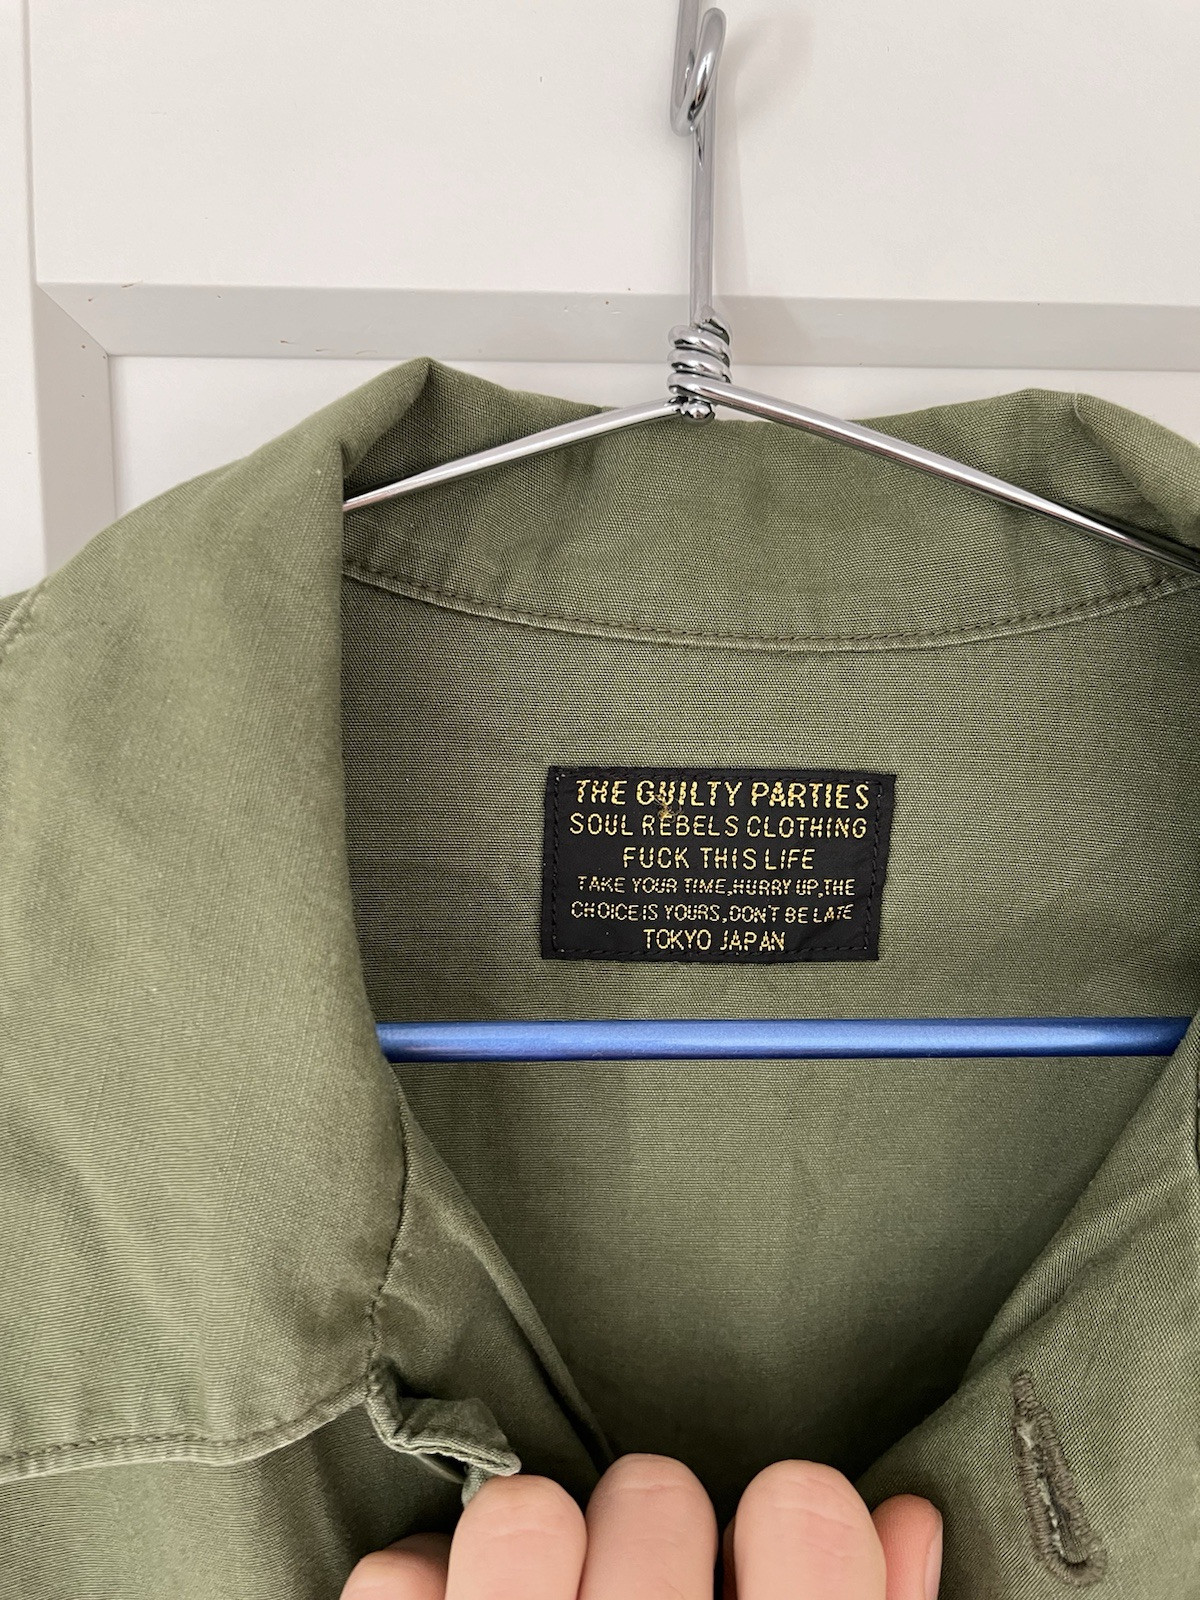 THE GUILTY PARTIES
SOUL REBELS CLOTHING
FUCK THIS LIFE
TAKE YOUR TIME,HURRY UP,THE
CHOICE IS YOURS,DON'T BE LATE
TOKYO JAPAN